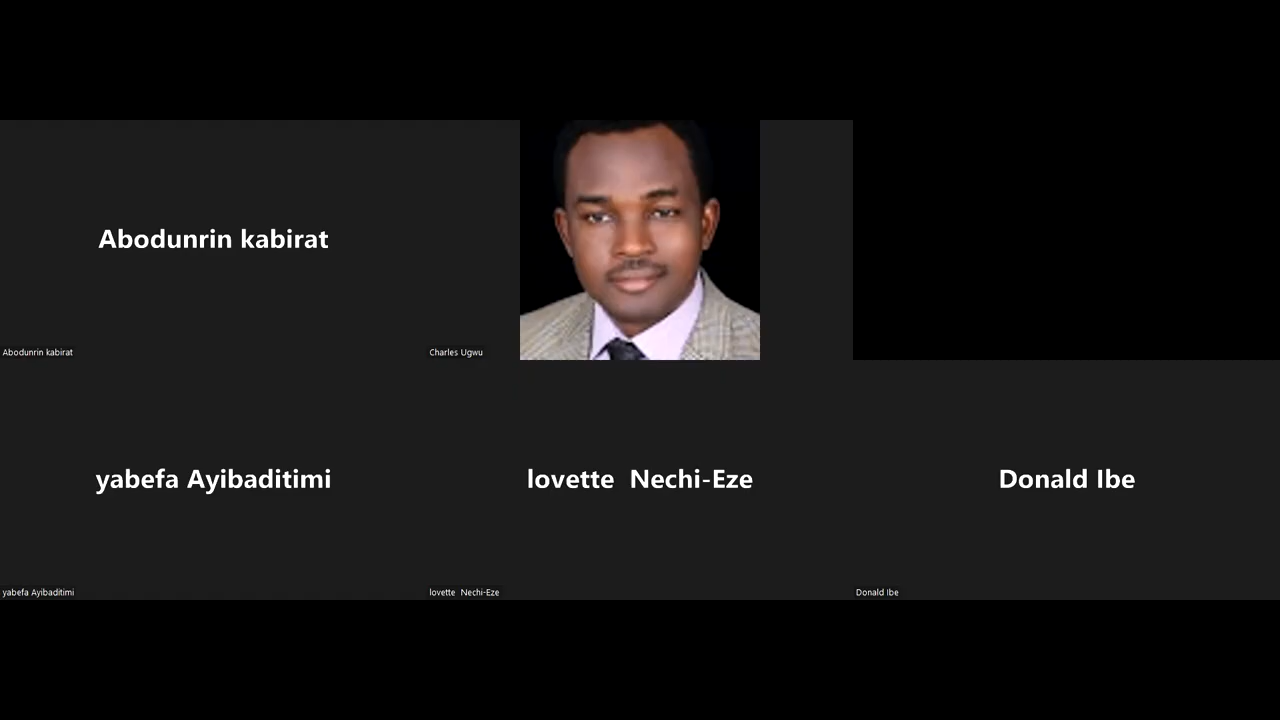 Abodunrin kabirat
Abodunrin kabirat
Charles Ugwu
yabefa Ayibaditimi
lovette  Nechi-Eze
Donald Ibe
yabefa Ayibaditimi
lovette  Nechi-Eze
Donald Ibe